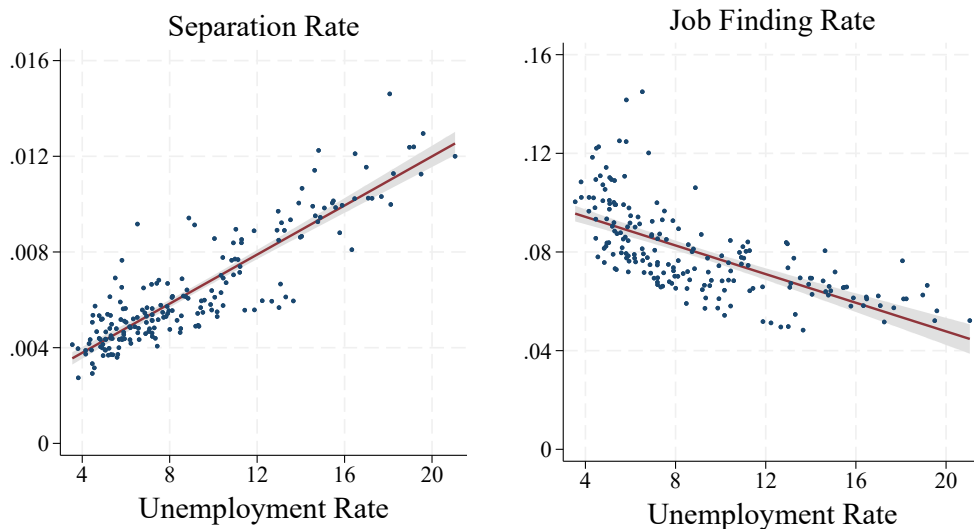 Separation Rate
.016
.012
.008
.004
0
4 8 12 16 20
Unemployment Rate
Job Finding Rate
.16
.12
.08
.04
0
4 8 12 16 20
Unemployment Rate